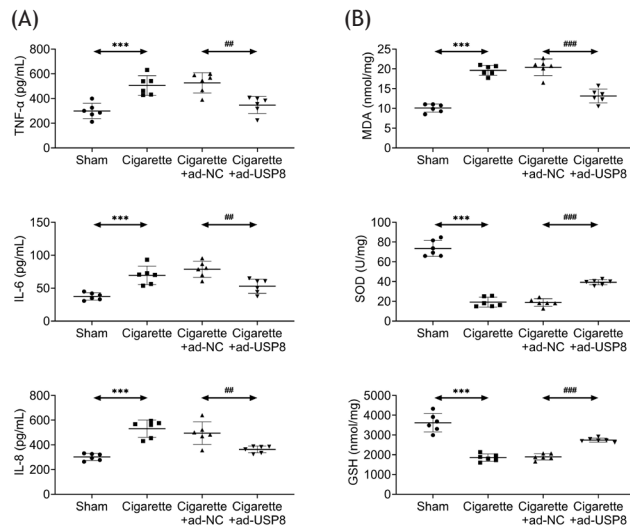 (A)
***
##
TNF-α (pg/mL)
800
600
400
200
0
Sham
Cigarette
Cigarette
+ad-NC
Cigarette
+ad-USP8
***
##
IL-6 (pg/mL)
150
100
50
0
Sham
Cigarette
Cigarette
+ad-NC
Cigarette
+ad-USP8
***
##
IL-8 (pg/mL)
800
600
400
200
0
Sham
Cigarette
Cigarette
+ad-NC
Cigarette
+ad-USP8
(B)
***
###
MDA (nmol/mg)
25
20
15
10
5
0
Sham
Cigarette
Cigarette
+ad-NC
Cigarette
+ad-USP8
***
###
SOD (U/mg)
100
80
60
40
20
0
Sham
Cigarette
Cigarette
+ad-NC
Cigarette
+ad-USP8
***
###
GSH (nmol/mg)
5000
4000
3000
2000
1000
0
Sham
Cigarette
Cigarette
+ad-NC
Cigarette
+ad-USP8